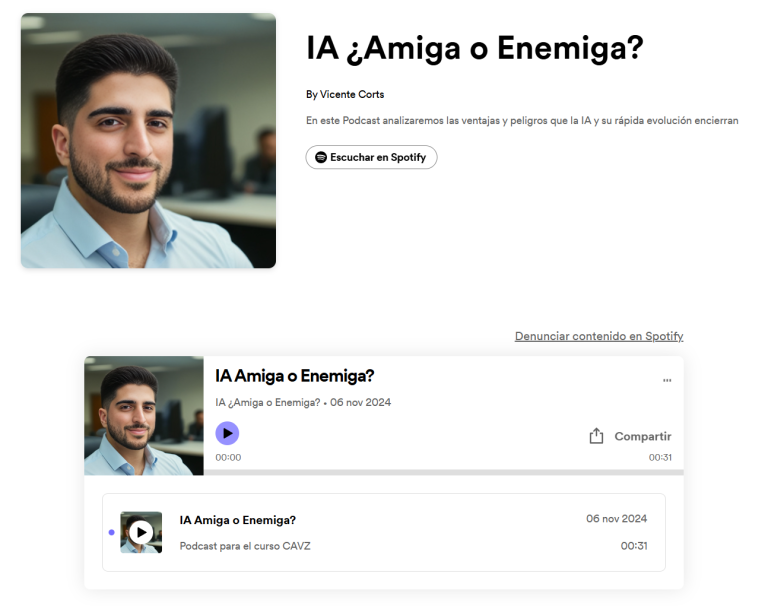 IA ¿Amiga o Enemiga?
By Vicente Corts
En este Podcast analizaremos las ventajas y peligros que la IA y su rápida evolución encierran
Escuchar en Spotify
Denunciar contenido en Spotify
IA Amiga o Enemiga?
...
IA ¿Amiga o Enemiga? • 06 nov 2024
Compartir
00:00
00:31
IA Amiga o Enemiga?
06 nov 2024
Podcast para el curso CAVZ
00:31